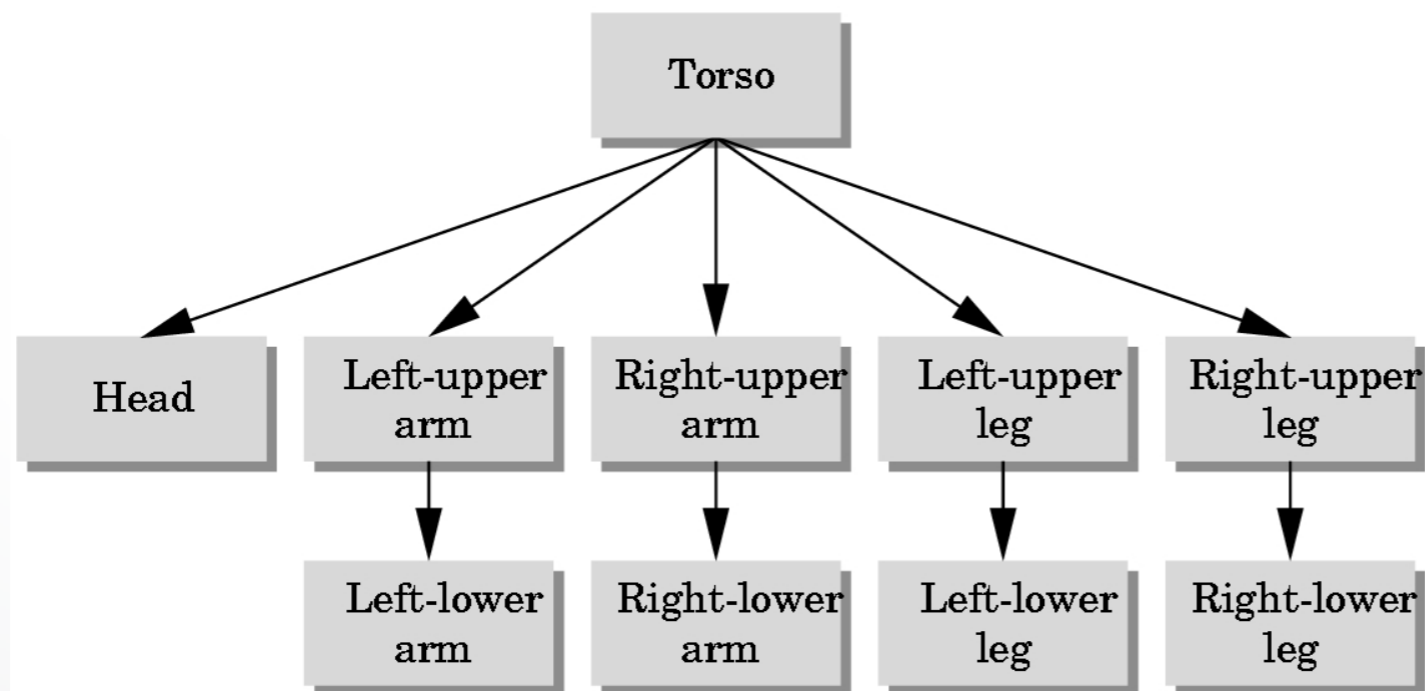 Torso
Head
Left-upper
arm
Right-upper
arm
Left-upper
leg
Right-upper
leg
Left-lower
arm
Right-lower
arm
Left-lower
leg
Right-lower
leg